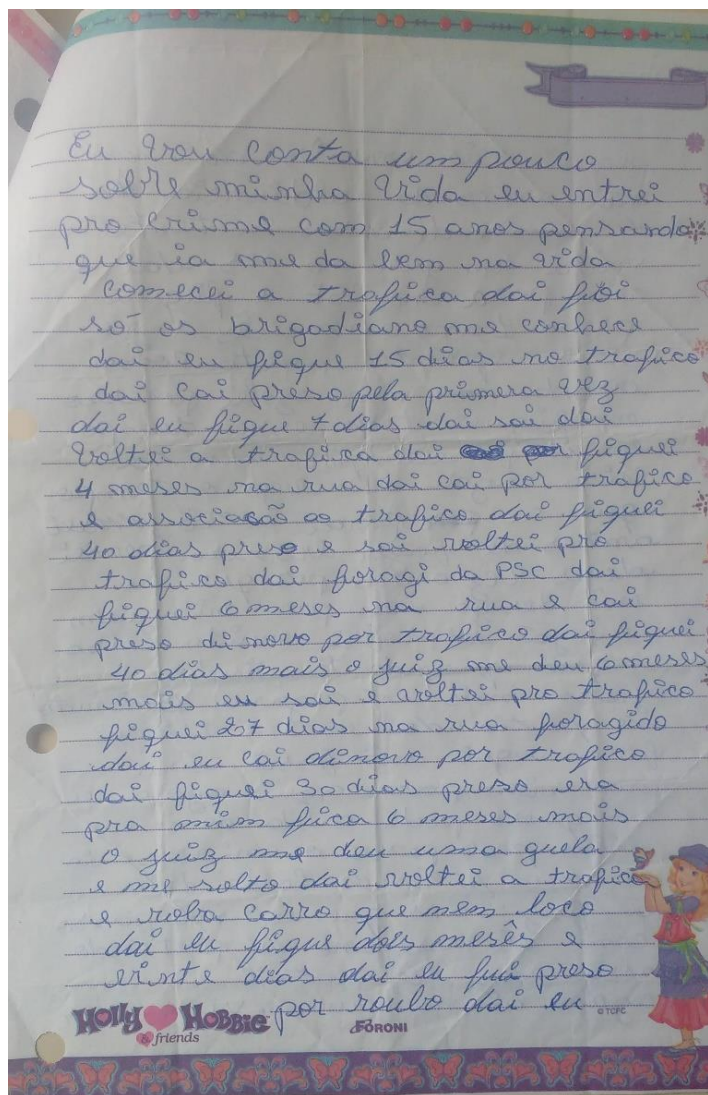 Eu vou conta um pouco
sobre minha vida eu entrei
pro crime com 15 anos pensando
que ia me da bem na vida
comecei a trafica dai foi
só os brigadiano me conhece
dai eu fique 15 dias no trafico
dai cai preso pela primera vez
dai eu fique 7 dias dai sai dai
voltei a trafica dai fiquei
4 meses na rua dai cai por trafico
e associasão ao trafico dai fiquei
40 dias preso e sai voltei pro
trafico dai foragi da PSC dai
fiquei 6 meses na rua e cai
preso di novo por trafico dai fiquei
40 dias mais o juiz me deu 6 meses
mais eu sai e voltei pro trafico
fiquei 27 dias na rua foragido
dai eu cai dinovo por trafico
dai fiquei 30 dias preso era
pra mim fica 6 meses mais
o juiz me deu uma guela
e me solto dai voltei a trafica
e roba carro que nem loco
dai eu fique dois mesês e
vinte dias dai eu fui preso
por roubo dai eu
Holly Hobbie & friends
FORONI
© TCFC